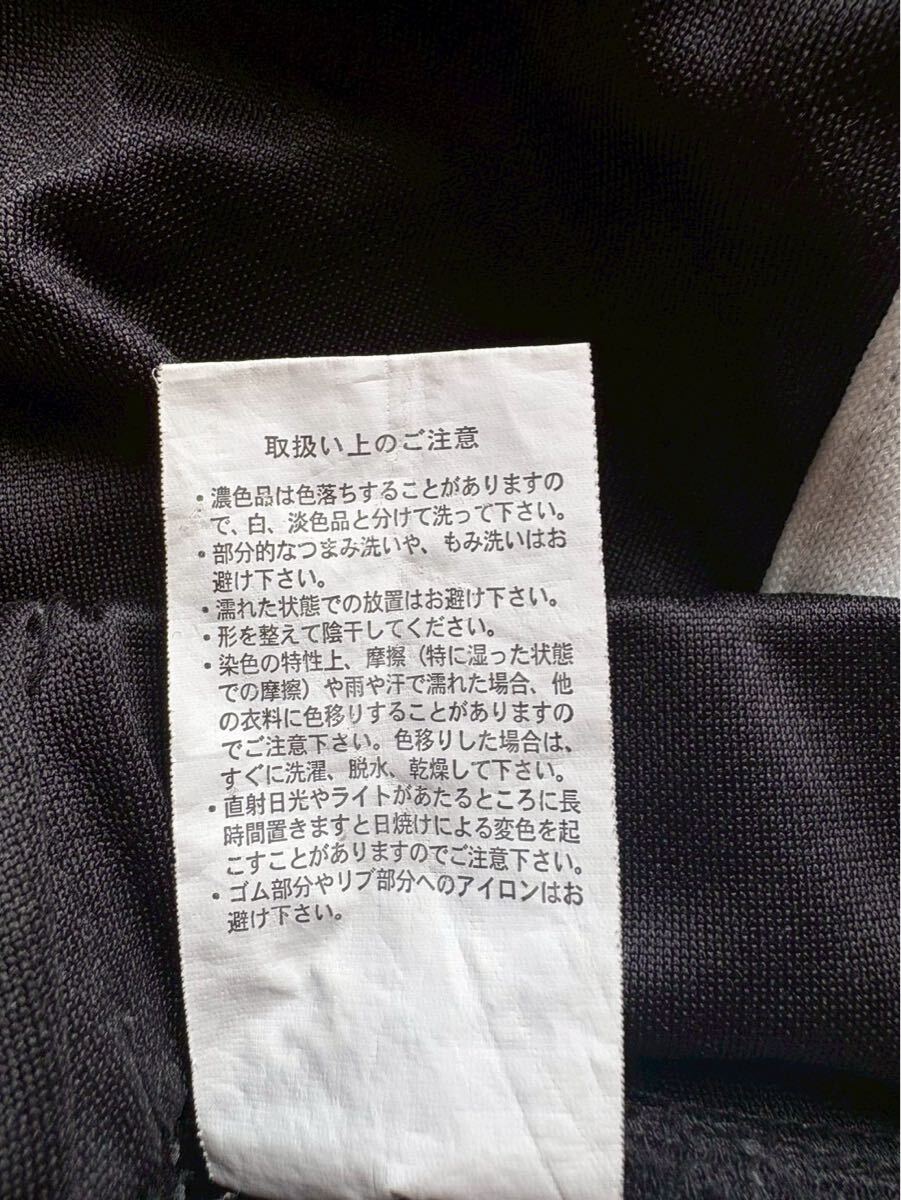 取扱い上のご注意
・濃色品は色落ちすることがありますの
で、白、淡色品と分けて洗って下さい。
・部分的なつまみ洗いや、もみ洗いはお
避け下さい。
・濡れた状態での放置はお避け下さい。
・形を整えて陰干してください。
・染色の特性上、摩擦（特に湿った状態
での摩擦）や雨や汗で濡れた場合、他
の衣料に色移りすることがありますの
でご注意下さい。色移りした場合は、
すぐに洗濯、脱水、乾燥して下さい。
・直射日光やライトがあたるところに長
時間置きますと日焼けによる変色を起
こすことがありますのでご注意下さい。
・ゴム部分やリブ部分へのアイロンはお
避け下さい。